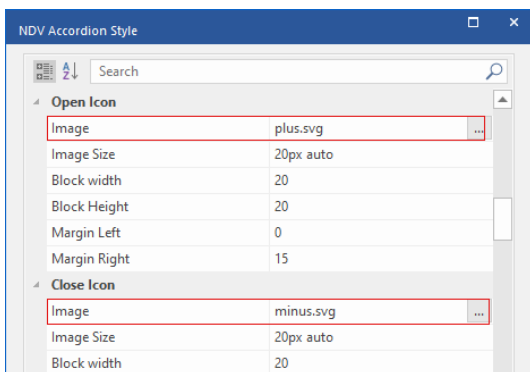 NDV Accordion Style
Search
Open Icon
Image plus.svg ...
Image Size 20px auto
Block width 20
Block Height 20
Margin Left 0
Margin Right 15
Close Icon
Image minus.svg ...
Image Size 20px auto
Block width 20